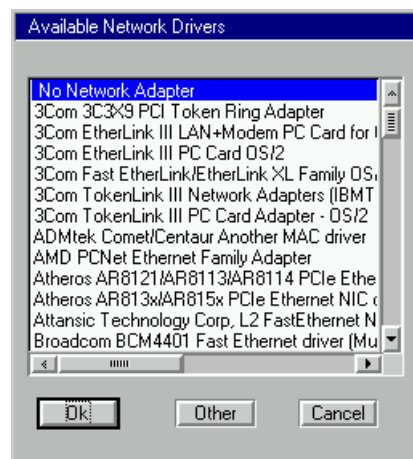 Available Network Drivers
No Network Adapter
3Com 3C3X9 PCI Token Ring Adapter
3Com EtherLink III LAN+Modem PC Card for
3Com EtherLink III PC Card OS/2
3Com Fast EtherLink/EtherLink XL Family OS
3Com TokenLink III Network Adapters (IBMT
3Com TokenLink III PC Card Adapter - OS/2
ADMtek Comet/Centaur Another MAC driver
AMD PCNet Ethernet Family Adapter
Atheros AR8121/AR8113/AR8114 PCIe Ethe
Atheros AR813x/AR815x PCIe Ethernet NIC
Attansic Technology Corp, L2 FastEthernet N
Broadcom BCM4401 Fast Ethernet driver (Mu
Ok Other Cancel